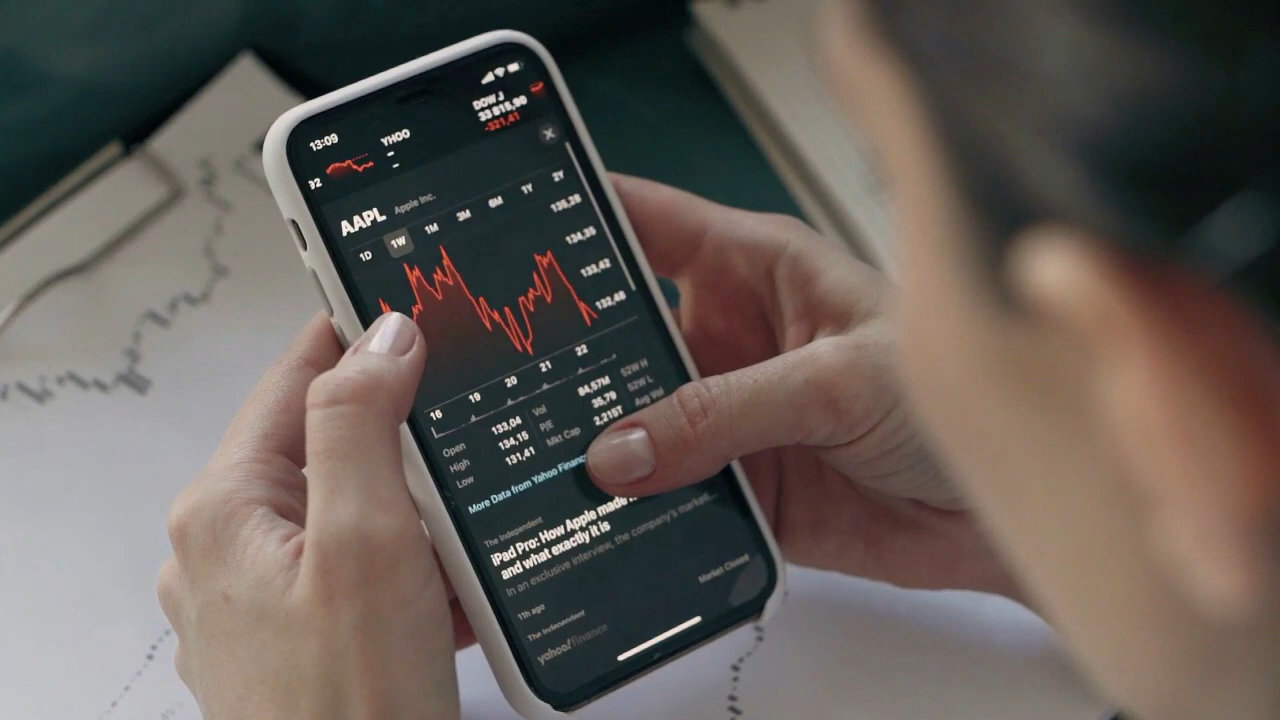 13:09
DOW J
33 815,90
-321,41
YHOO
32
AAPL Apple Inc.
1D 1W 1M 3M 6M 1Y 2Y
135,28
134,35
133,42
132,48
16 19 20 21 22
Open 133,04 Vol 84,57M 52W H
High 134,15 P/E 35,79 52W L
Low 131,41 Mkt Cap 2,215T Avg Vol
More Data from Yahoo Finance
The Independent
iPad Pro: How Apple made
and what exactly it is
In an exclusive interview, the company's market...
11h ago
The Independent
yahoo/finance
Market Closed